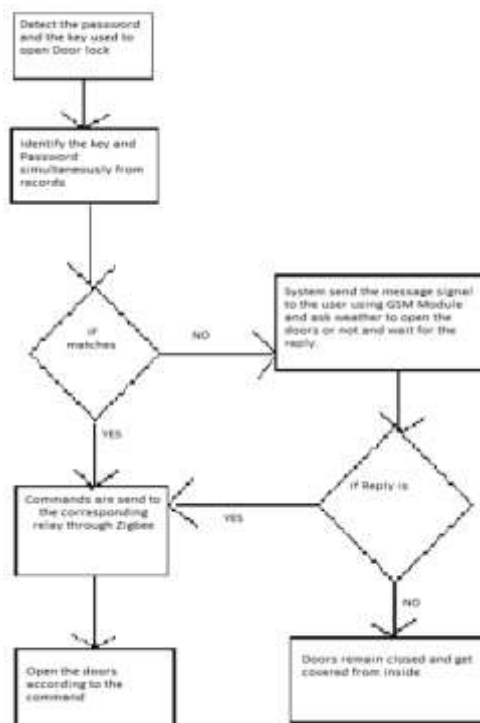 Detect the password
and the key used to
open Door lock
Identify the key and
Password
simultaneously from
records
if
matches
NO
System send the message signal
to the user using GSM Module
and ask weather to open the
doors or not and wait for the
reply.
YES
if Reply is
YES
Commands are send to
the corresponding
relay through Zigbee
NO
Open the doors
according to the
command
Doors remain closed and get
covered from inside